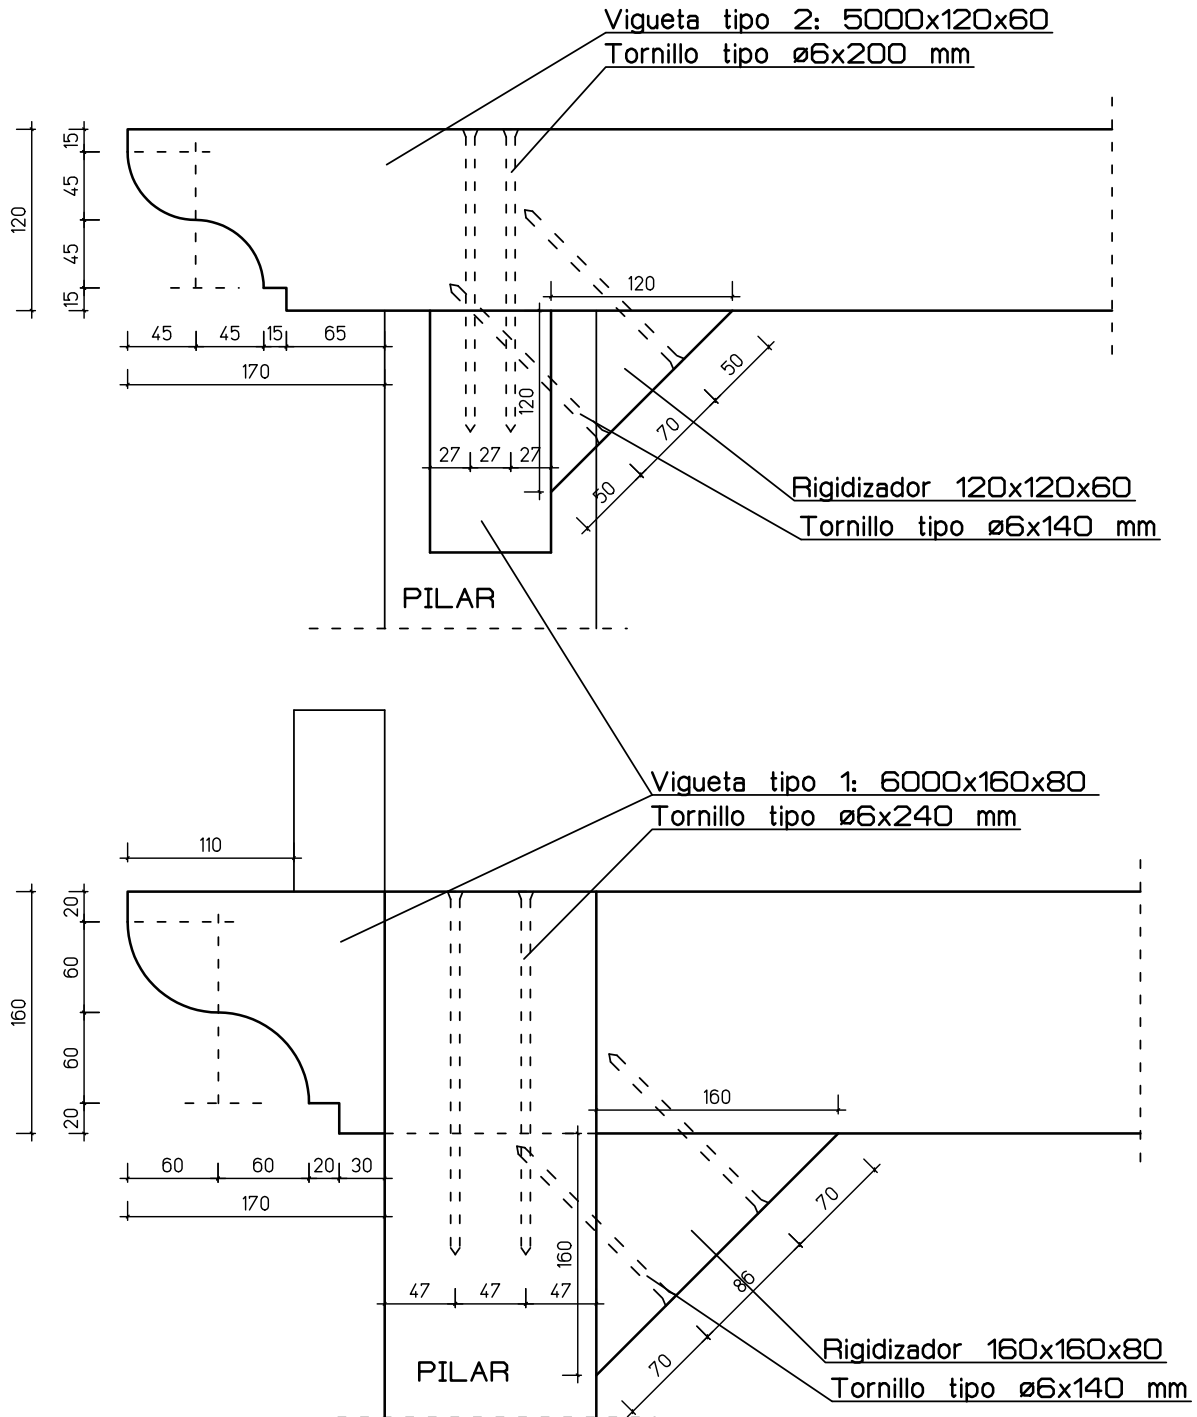 Vigueta tipo 2: 5000x120x60
Tornillo tipo ø6x200 mm
15
45
120
45
15
120
45 45 15 65
170
120
50
70
50
27 27 27
Rigidizador 120x120x60
Tornillo tipo ø6x140 mm
PILAR
Vigueta tipo 1: 6000x160x80
Tornillo tipo ø6x240 mm
110
20
60
160
60
20
160
60 60 20 30
170
160
70
86
70
47 47 47
PILAR
Rigidizador 160x160x80
Tornillo tipo ø6x140 mm